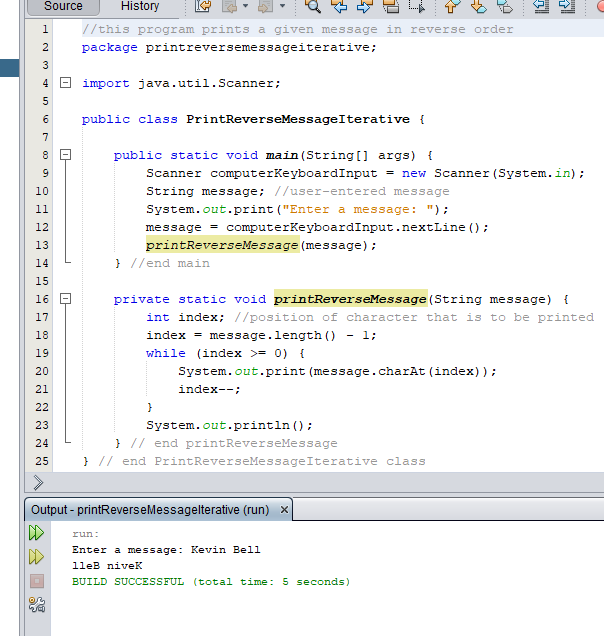 Source History
1 //this program prints a given message in reverse order
2 package printreversemessageiterative;
3
4 import java.util.Scanner;
5
6 public class PrintReverseMessageIterative {
7
8 public static void main(String[] args) {
9 Scanner computerKeyboardInput = new Scanner(System.in);
10 String message; //user-entered message
11 System.out.print("Enter a message: ");
12 message = computerKeyboardInput.nextLine();
13 printReverseMessage(message);
14 } //end main
15
16 private static void printReverseMessage(String message) {
17 int index; //position of character that is to be printed
18 index = message.length() - 1;
19 while (index >= 0) {
20 System.out.print(message.charAt(index));
21 index--;
22 }
23 System.out.println();
24 } // end printReverseMessage
25 } // end PrintReverseMessageIterative class
Output - printReverseMessageIterative (run) ×
run:
Enter a message: Kevin Bell
lleB niveK
BUILD SUCCESSFUL (total time: 5 seconds)